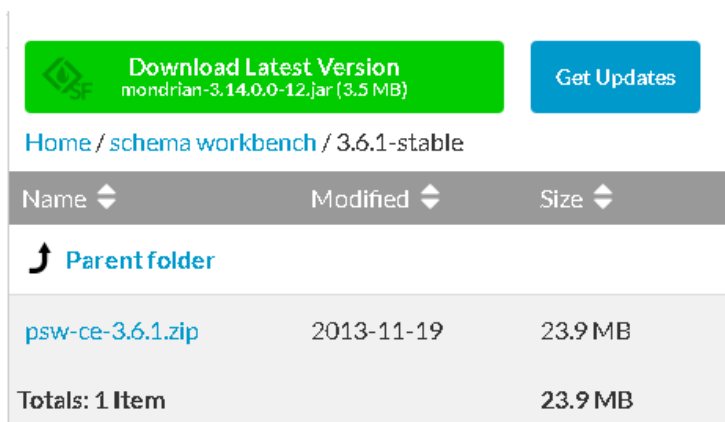 SF
Download Latest Version
mondrian-3.14.0.0-12.jar (3.5 MB)
Get Updates
Home / schema workbench / 3.6.1-stable
Name Modified Size
Parent folder
psw-ce-3.6.1.zip 2013-11-19 23.9 MB
Totals: 1 Item 23.9 MB